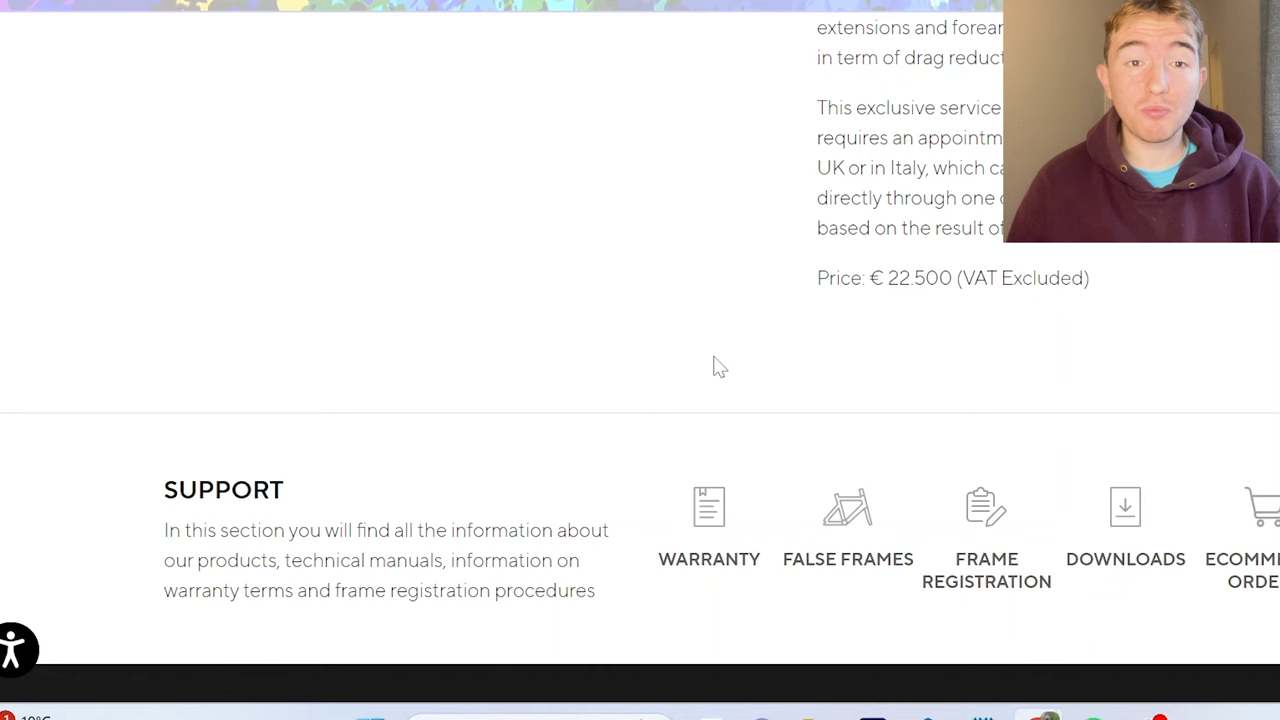 extensions and forear
in term of drag reduc
This exclusive service
requires an appointm
UK or in Italy, which ca
directly through one
based on the result of
Price: € 22.500 (VAT Excluded)
SUPPORT
In this section you will find all the information about
our products, technical manuals, information on
warranty terms and frame registration procedures
WARRANTY
FALSE FRAMES
FRAME
REGISTRATION
DOWNLOADS
ECOMME
ORDE